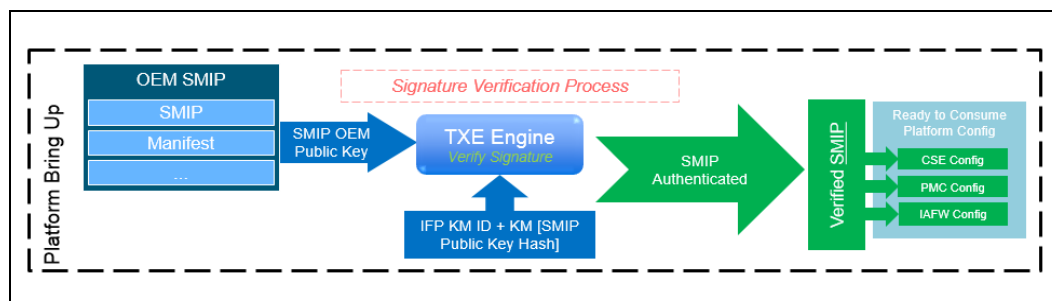 Platform Bring Up
OEM SMIP
SMIP
Manifest
...
SMIP OEM
Public Key
Signature Verification Process
TXE Engine
Verify Signature
IFP KM ID + KM [SMIP
Public Key Hash]
SMIP
Authenticated
Verified SMIP
Ready to Consume
Platform Config
CSE Config
PMC Config
IAFW Config